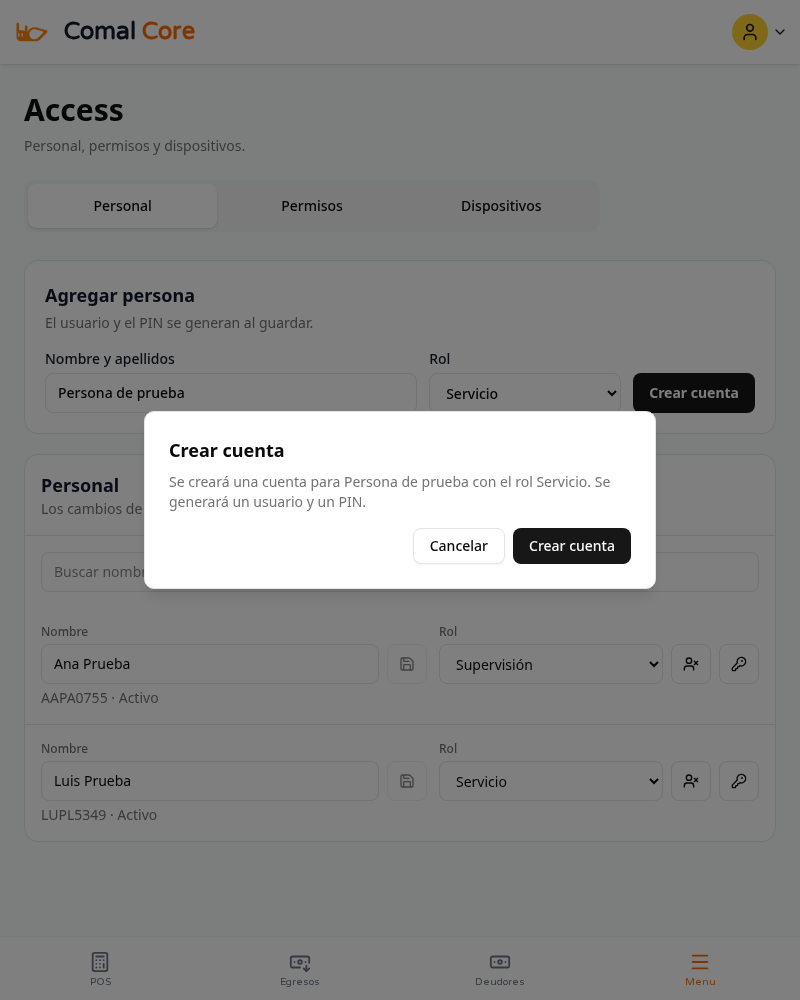 Comal Core
Access
Personal, permisos y dispositivos.
Personal
Permisos
Dispositivos
Agregar persona
El usuario y el PIN se generan al guardar.
Nombre y apellidos
Rol
Persona de prueba
Servicio
Crear cuenta
Crear cuenta
Se creará una cuenta para Persona de prueba con el rol Servicio. Se
generará un usuario y un PIN.
Cancelar
Crear cuenta
Personal
Los cambios de
Buscar
Nombre
Rol
Ana Prueba
Supervisión
AAPA0755 · Activo
Nombre
Rol
Luis Prueba
Servicio
LUPL5349 · Activo
POS
Egresos
Deudores
Menu